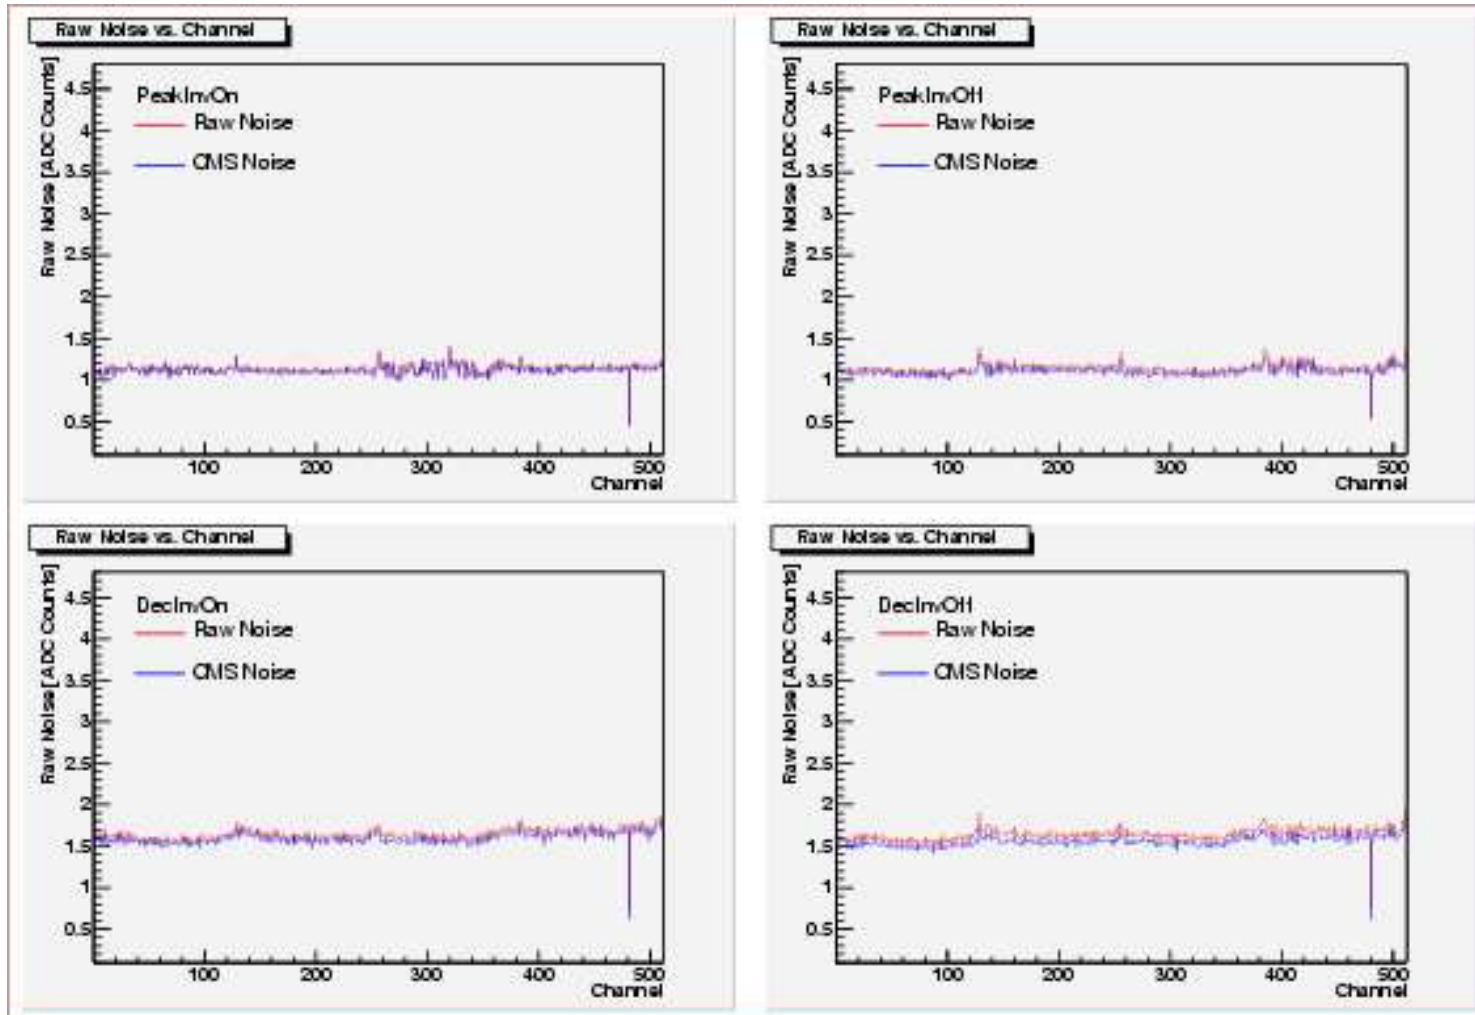 Raw Noise vs. Channel
Raw Noise [ADC Counts]
PeakInvOn
Raw Noise
CMS Noise
4.5
4
3.5
3
2.5
2
1.5
1
0.5
100 200 300 400 500
Channel
Raw Noise vs. Channel
Raw Noise [ADC Counts]
PeakInvOff
Raw Noise
CMS Noise
4.5
4
3.5
3
2.5
2
1.5
1
0.5
100 200 300 400 500
Channel
Raw Noise vs. Channel
Raw Noise [ADC Counts]
DecInvOn
Raw Noise
CMS Noise
4.5
4
3.5
3
2.5
2
1.5
1
0.5
100 200 300 400 500
Channel
Raw Noise vs. Channel
Raw Noise [ADC Counts]
DecInvOff
Raw Noise
CMS Noise
4.5
4
3.5
3
2.5
2
1.5
1
0.5
100 200 300 400 500
Channel